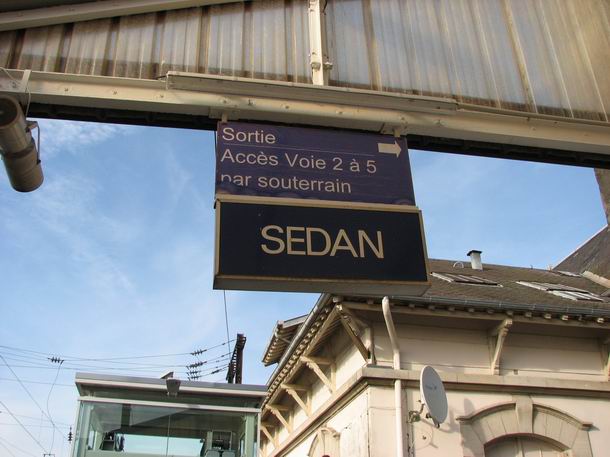 Sortie
Accès Voie 2 à 5
par souterrain
SEDAN